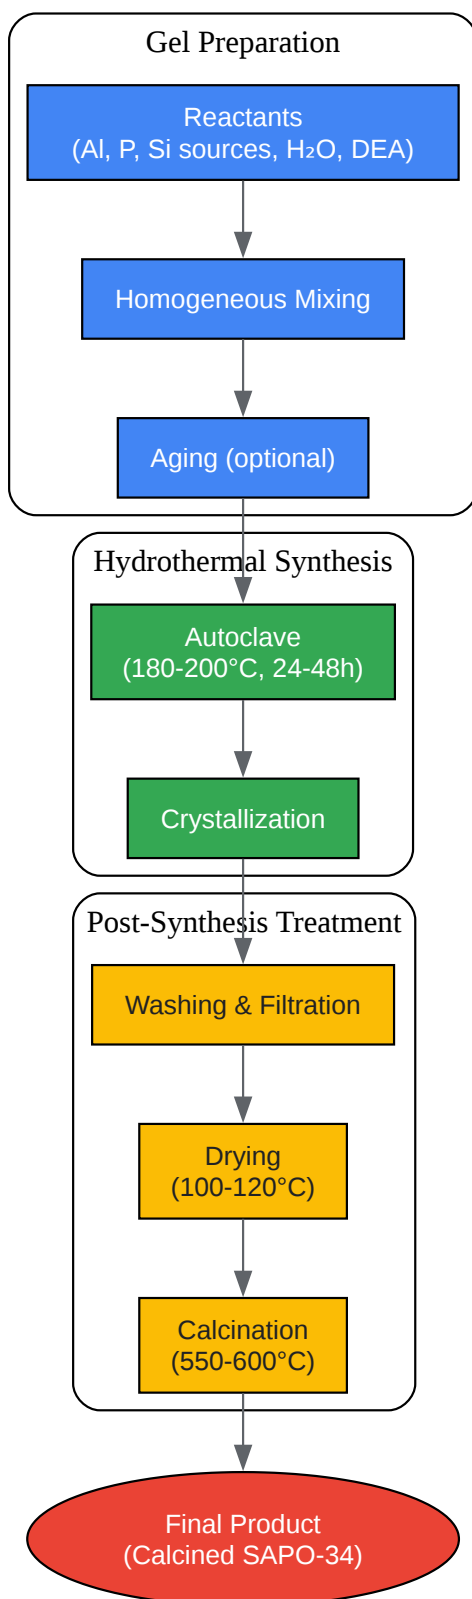 Gel Preparation
Reactants
(Al, P, Si sources, H₂O, DEA)
Homogeneous Mixing
Aging (optional)
Hydrothermal Synthesis
Autoclave
(180-200°C, 24-48h)
Crystallization
Post-Synthesis Treatment
Washing & Filtration
Drying
(100-120°C)
Calcination
(550-600°C)
Final Product
(Calcined SAPO-34)